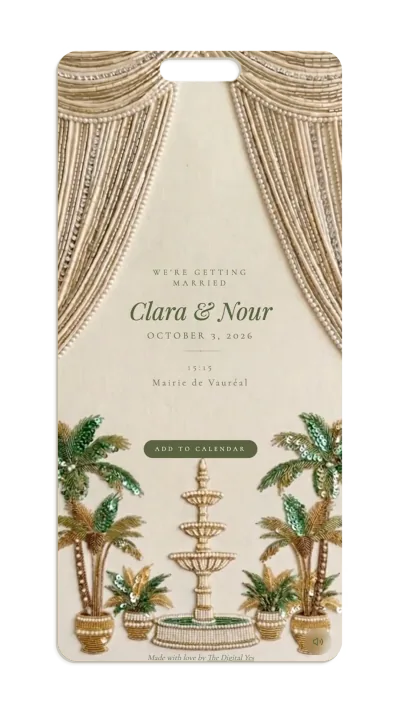 WE'RE GETTING
MARRIED
Clara & Nour
OCTOBER 3, 2026
15:15
Mairie de Vauréal
ADD TO CALENDAR
Made with love by The Digital Yes